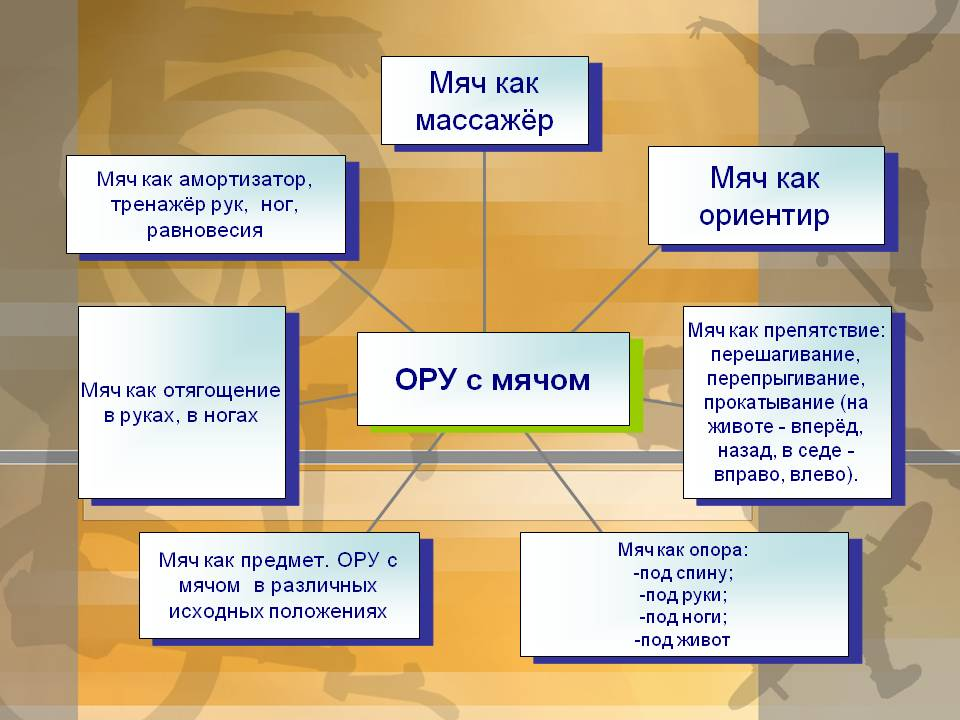 Мяч как
массажёр
Мяч как амортизатор,
тренажёр рук, ног,
равновесия
Мяч как
ориентир
Мяч как отягощение
в руках, в ногах
ОРУ с мячом
Мяч как препятствие:
перешагивание,
перепрыгивание,
прокатывание (на
животе - вперёд,
назад, в седе -
вправо, влево).
Мяч как предмет. ОРУ с
мячом в различных
исходных положениях
Мяч как опора:
-под спину;
-под руки;
-под ноги;
-под живот